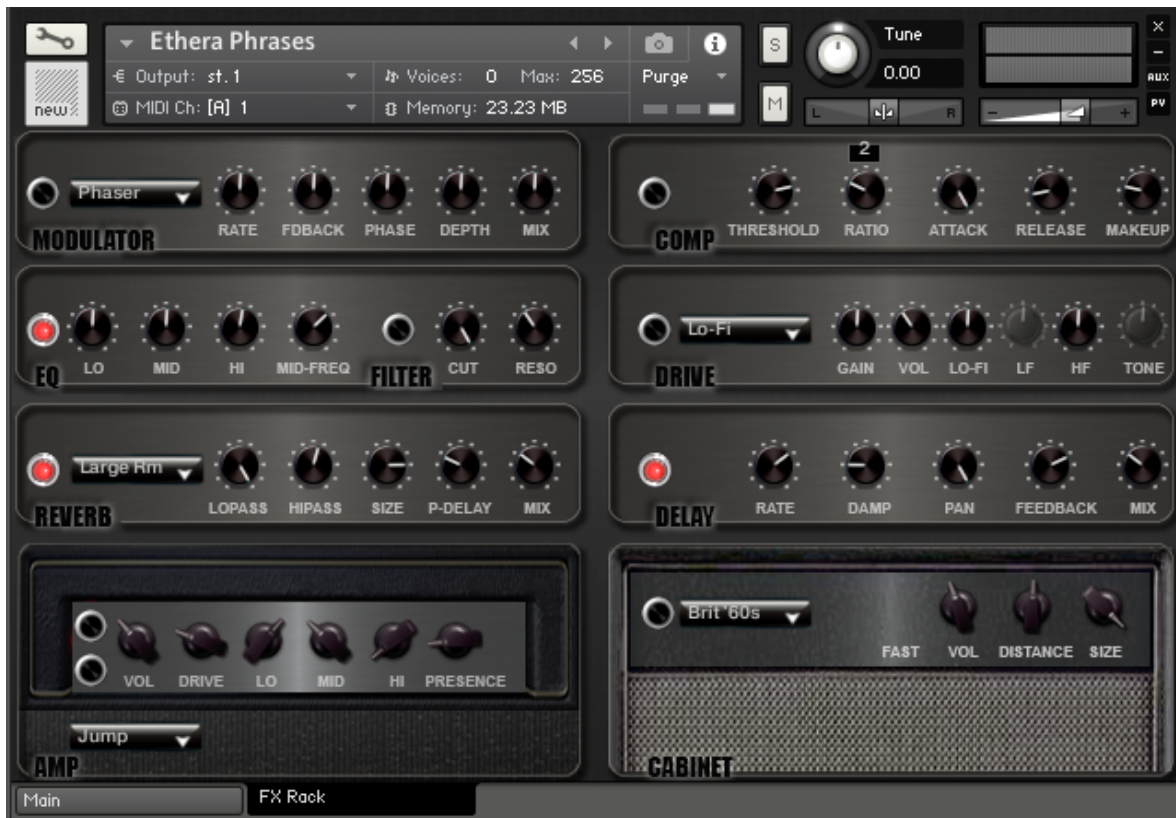 Ethera Phrases
Output: st.1
Voices: 0 Max: 256
Purge
MIDI Ch: [A] 1
Memory: 23.23 MB
new
i
S
M
Tune
0.00
L
R
-
+
X
-
AUX
PV
Phaser
RATE FDBACK PHASE DEPTH MIX
MODULATOR
2
THRESHOLD RATIO ATTACK RELEASE MAKEUP
COMP
LO MID HI MID-FREQ
EQ
CUT RESO
FILTER
Lo-Fi
GAIN VOL LO-FI LF HF TONE
DRIVE
Large Rm
LOPASS HIPASS SIZE P-DELAY MIX
REVERB
RATE DAMP PAN FEEDBACK MIX
DELAY
VOL DRIVE LO MID HI PRESENCE
Jump
AMP
Brit'60s
FAST VOL DISTANCE SIZE
CABINET
Main
FX Rack